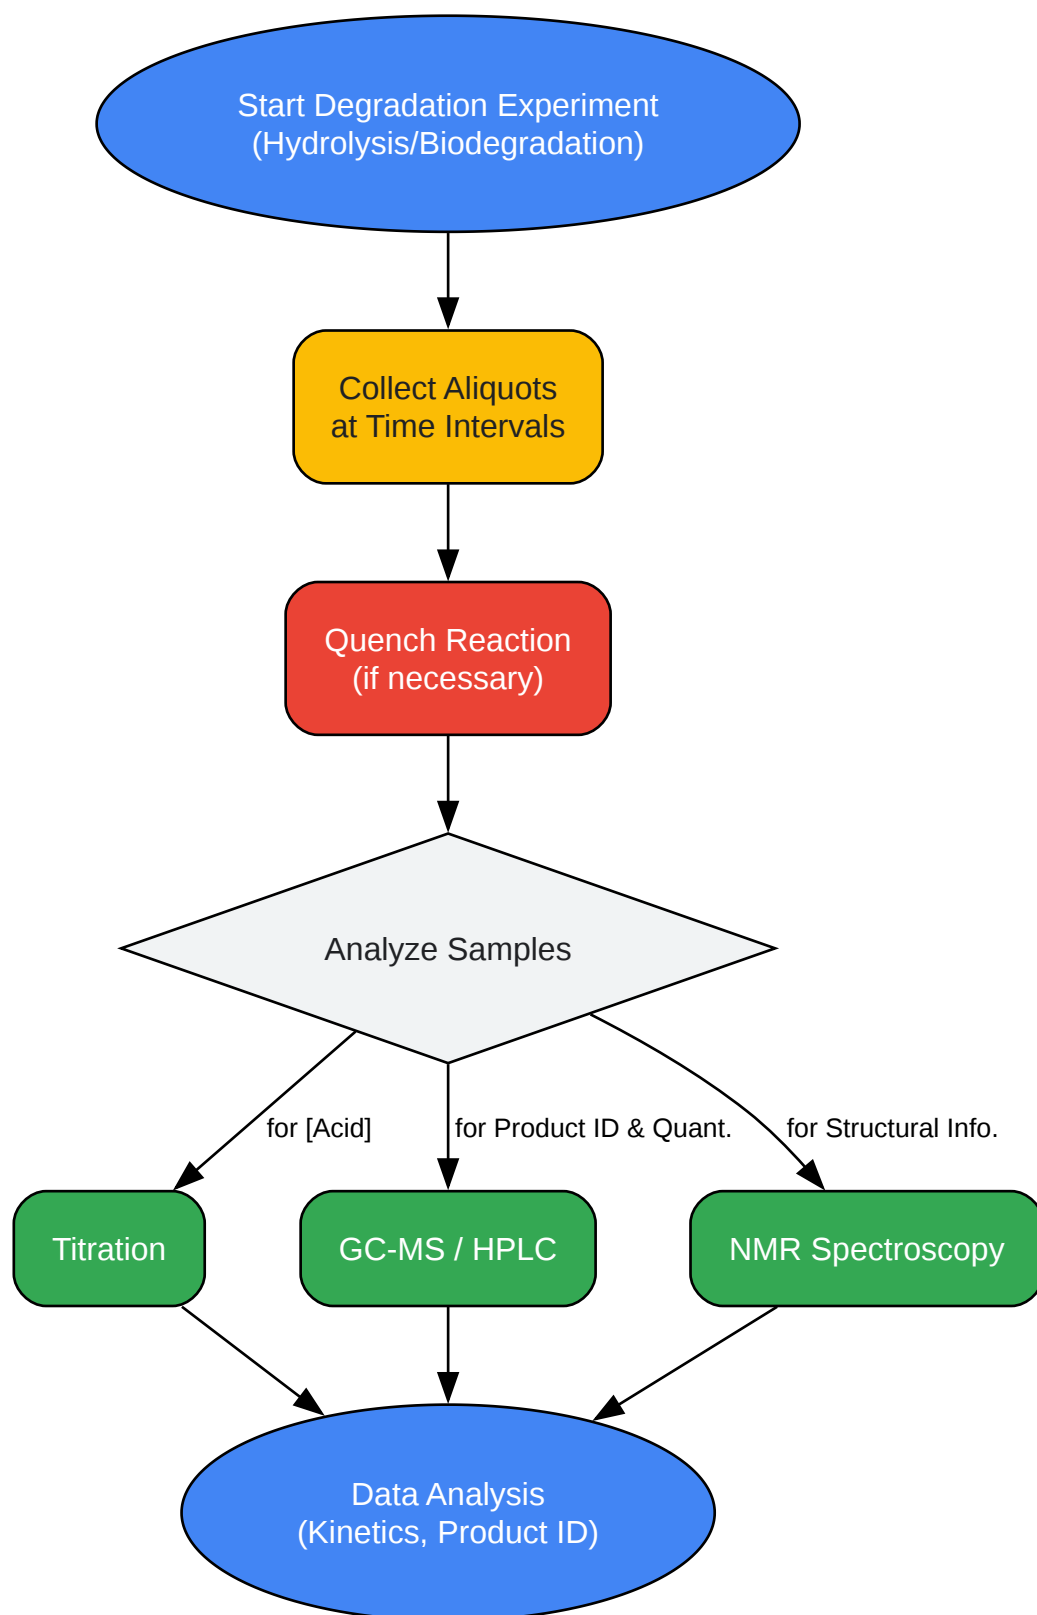 Start Degradation Experiment
(Hydrolysis/Biodegradation)
Collect Aliquots
at Time Intervals
Quench Reaction
(if necessary)
Analyze Samples
for [Acid]
for Product ID & Quant.
for Structural Info.
Titration
GC-MS / HPLC
NMR Spectroscopy
Data Analysis
(Kinetics, Product ID)